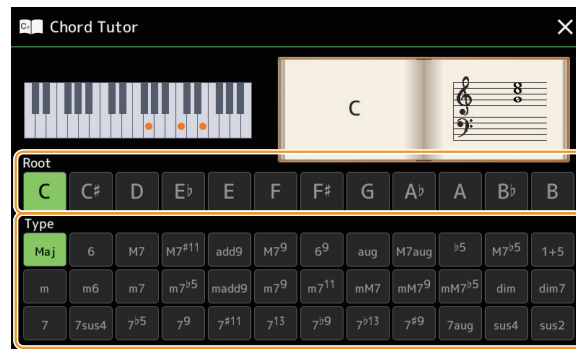 C7 Chord Tutor
C
Root
C C♯ D E♭ E F F♯ G A♭ A B♭ B
Type
Maj 6 M7 M7♯11 add9 M79 69 aug M7aug ♭5 M7♭5 1+5
m m6 m7 m7♭5 madd9 m79 m711 mM7 mM79 mM7♭5 dim dim7
7 7sus4 7♭5 79 7♯11 713 7♭9 7♭13 7♯9 7aug sus4 sus2